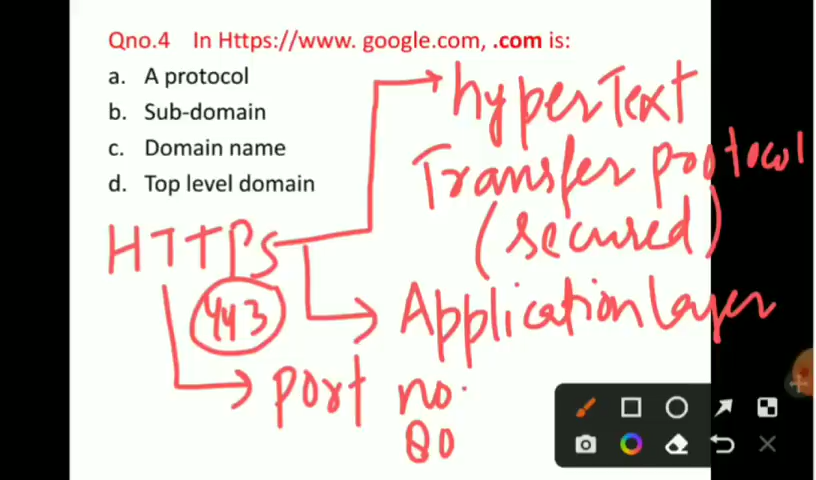 Qno.4 In Https://www. google.com, .com is:
a. A protocol
b. Sub-domain
c. Domain name
d. Top level domain
hyperText
Transfer protocol
(secured)
HTTPs
443
Application layer
port no.
80